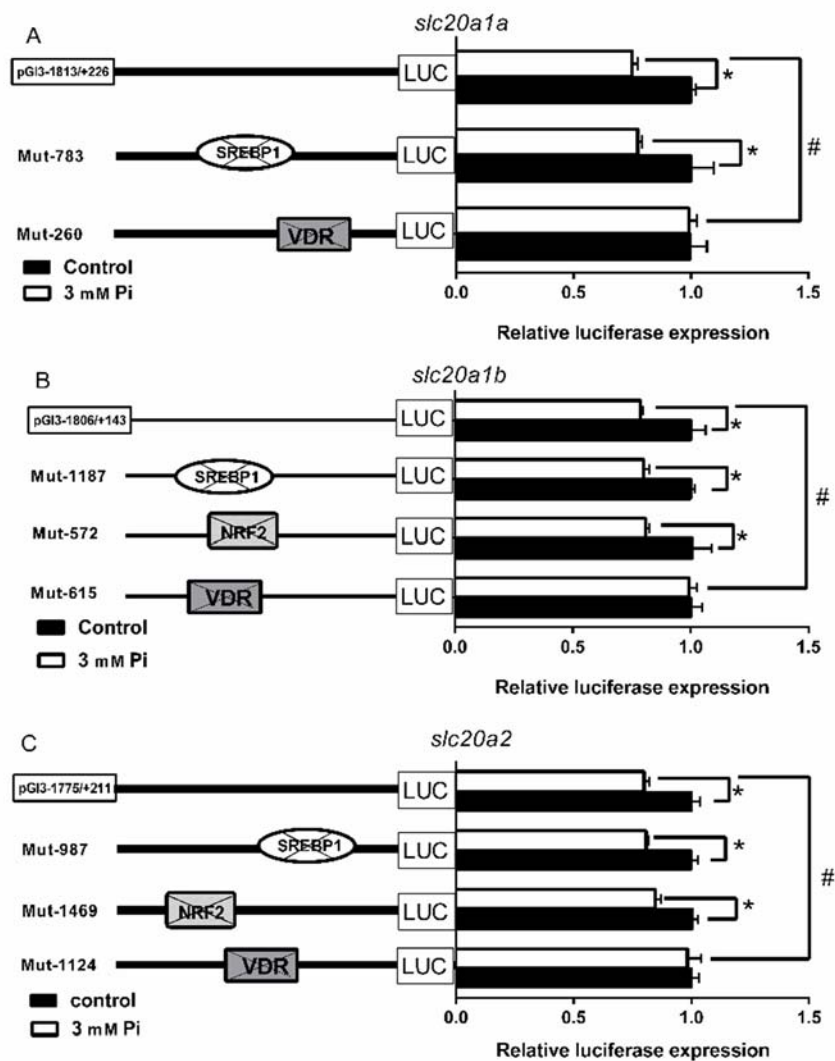 A
slc20a1a
pGl3-1813/+226
LUC
*
Mut-783
SREBP1
LUC
*
#
Mut-260
VDR
LUC
Control
3 mM Pi
0.0 0.5 1.0 1.5
Relative luciferase expression
B
slc20a1b
pGl3-1806/+143
LUC
*
Mut-1187
SREBP1
LUC
*
Mut-572
NRF2
LUC
*
#
Mut-615
VDR
LUC
Control
3 mM Pi
0.0 0.5 1.0 1.5
Relative luciferase expression
C
slc20a2
pGl3-1775/+211
LUC
*
Mut-987
SREBP1
LUC
*
#
Mut-1469
NRF2
LUC
*
Mut-1124
VDR
LUC
control
3 mM Pi
0.0 0.5 1.0 1.5
Relative luciferase expression